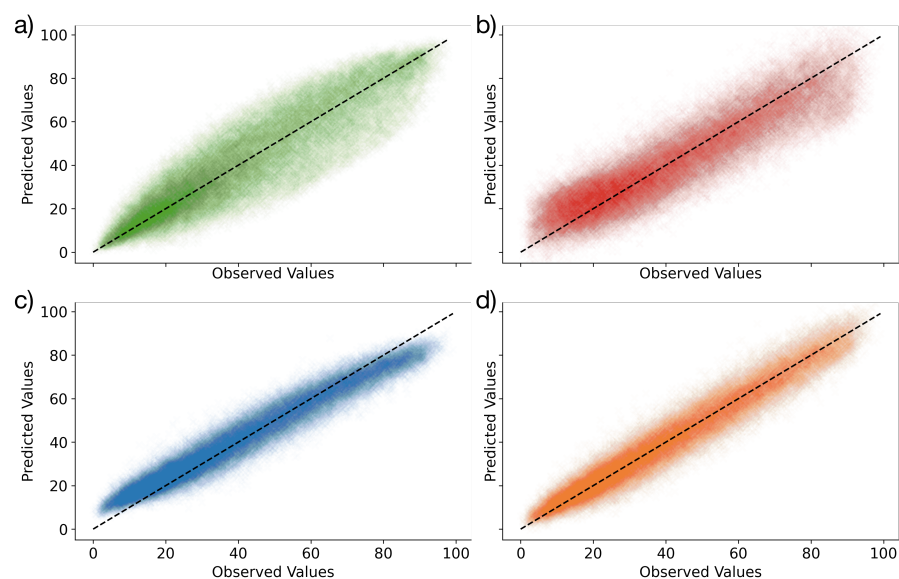 a)
b)
100
80
60
40
20
0
Predicted Values
Predicted Values
Observed Values
Observed Values
c)
d)
100
80
60
40
20
0
Predicted Values
Predicted Values
0 20 40 60 80 100
0 20 40 60 80 100
Observed Values
Observed Values